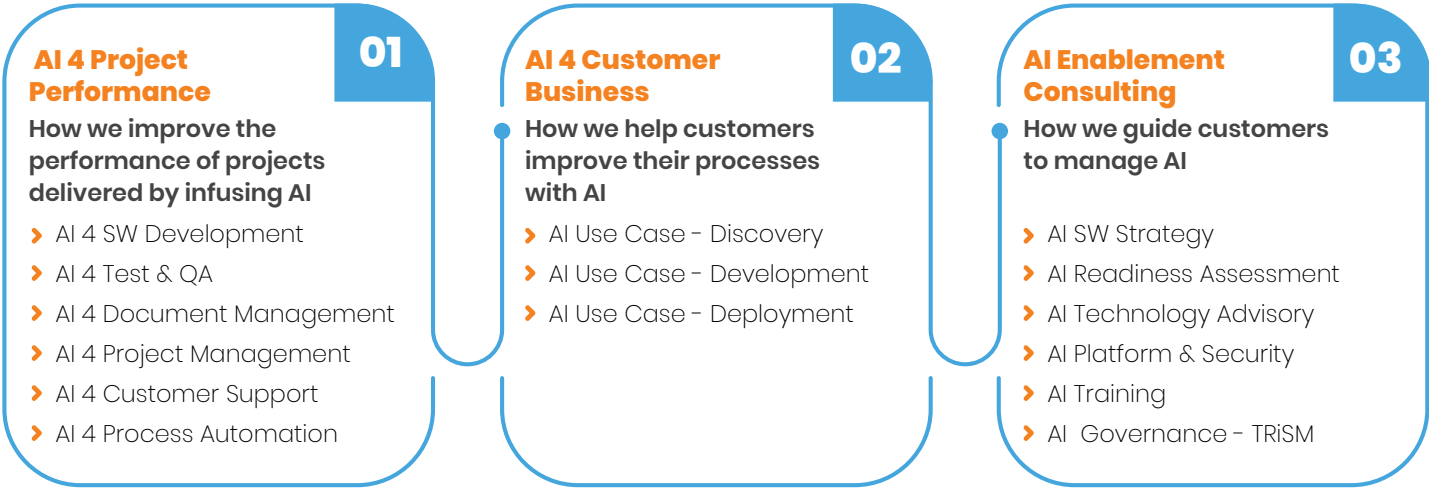 01
AI 4 Project
Performance
How we improve the
performance of projects
delivered by infusing AI
AI 4 SW Development
AI 4 Test & QA
AI 4 Document Management
AI 4 Project Management
AI 4 Customer Support
AI 4 Process Automation
02
AI 4 Customer
Business
How we help customers
improve their processes
with AI
AI Use Case - Discovery
AI Use Case - Development
AI Use Case - Deployment
03
AI Enablement
Consulting
How we guide customers
to manage AI
AI SW Strategy
AI Readiness Assessment
AI Technology Advisory
AI Platform & Security
AI Training
AI Governance - TRiSM